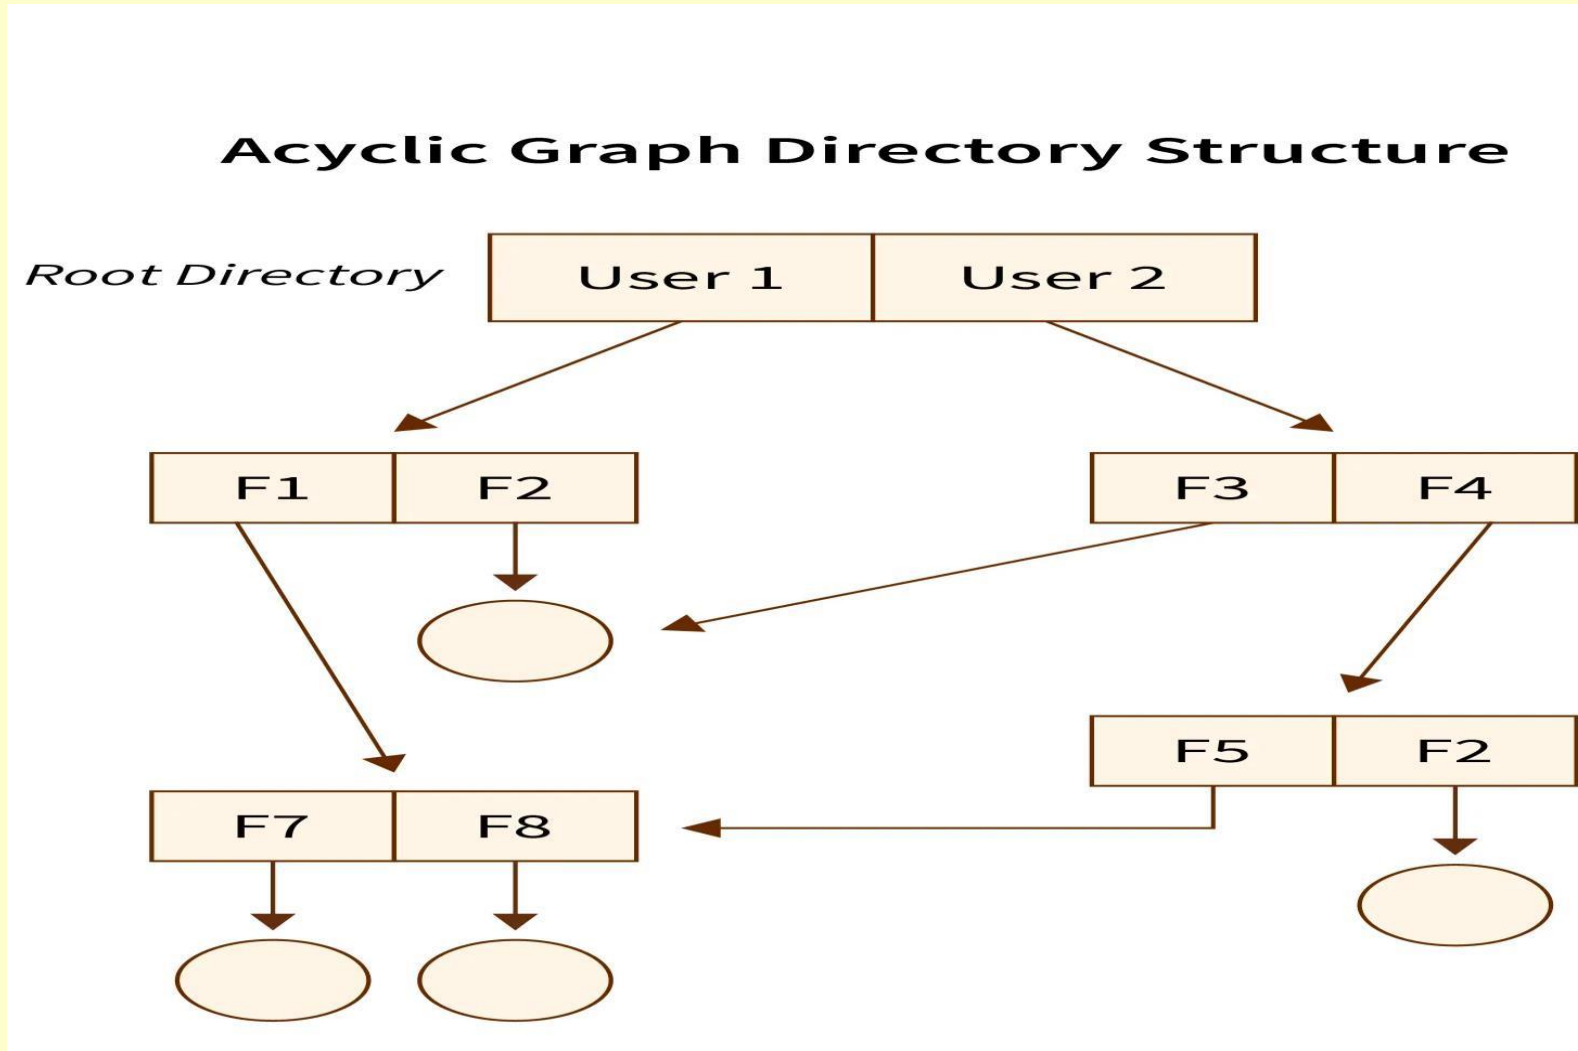 Acyclic Graph Directory Structure
Root Directory
User 1
User 2
F1
F2
F3
F4
F5
F2
F7
F8